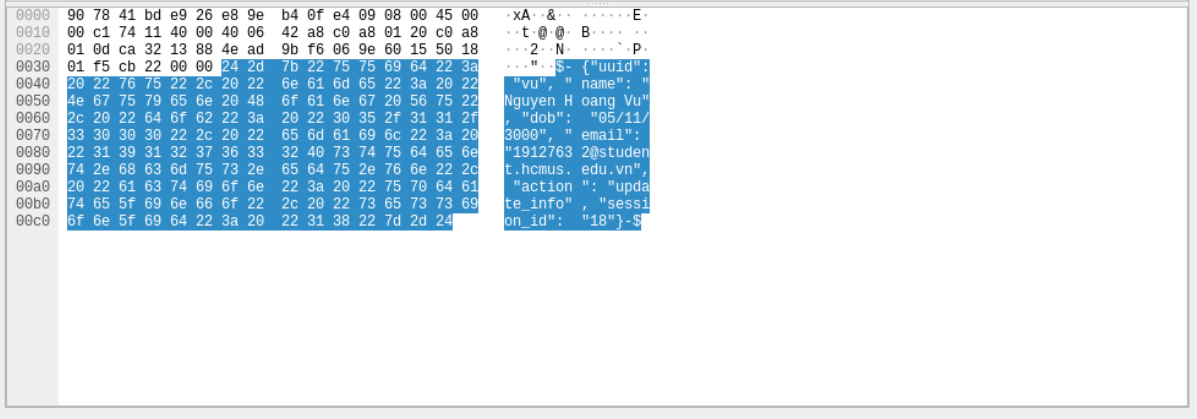 0000 90 78 41 bd e9 26 e8 9e b4 0f e4 09 08 00 45 00 ·xA··&·· ······E·
0010 00 c1 74 11 40 00 40 06 42 a8 c0 a8 01 20 c0 a8 ··t·@·@· B···· ··
0020 01 0d ca 32 13 88 4e ad 9b f6 06 9e 60 15 50 18 ···2··N· ····`·P·
0030 01 f5 cb 22 00 00 24 2d 7b 22 75 75 69 64 22 3a ···"··$- {"uuid":
0040 20 22 76 75 22 2c 20 22 6e 61 6d 65 22 3a 20 22 "vu", " name": "
0050 4e 67 75 79 65 6e 20 48 6f 61 6e 67 20 56 75 22 Nguyen H oang Vu"
0060 2c 20 22 64 6f 62 22 3a 20 22 30 35 2f 31 31 2f , "dob": "05/11/
0070 33 30 30 30 22 2c 20 22 65 6d 61 69 6c 22 3a 20 3000", " email":
0080 22 31 39 31 32 37 36 33 32 40 73 74 75 64 65 6e "1912763 2@studen
0090 74 2e 68 63 6d 75 73 2e 65 64 75 2e 76 6e 22 2c t.hcmus. edu.vn",
00a0 20 22 61 63 74 69 6f 6e 22 3a 20 22 75 70 64 61 "action ": "upda
00b0 74 65 5f 69 6e 66 6f 22 2c 20 22 73 65 73 73 69 te_info" , "sessi
00c0 6f 6e 5f 69 64 22 3a 20 22 31 38 22 7d 2d 24 on_id": "18"}-$